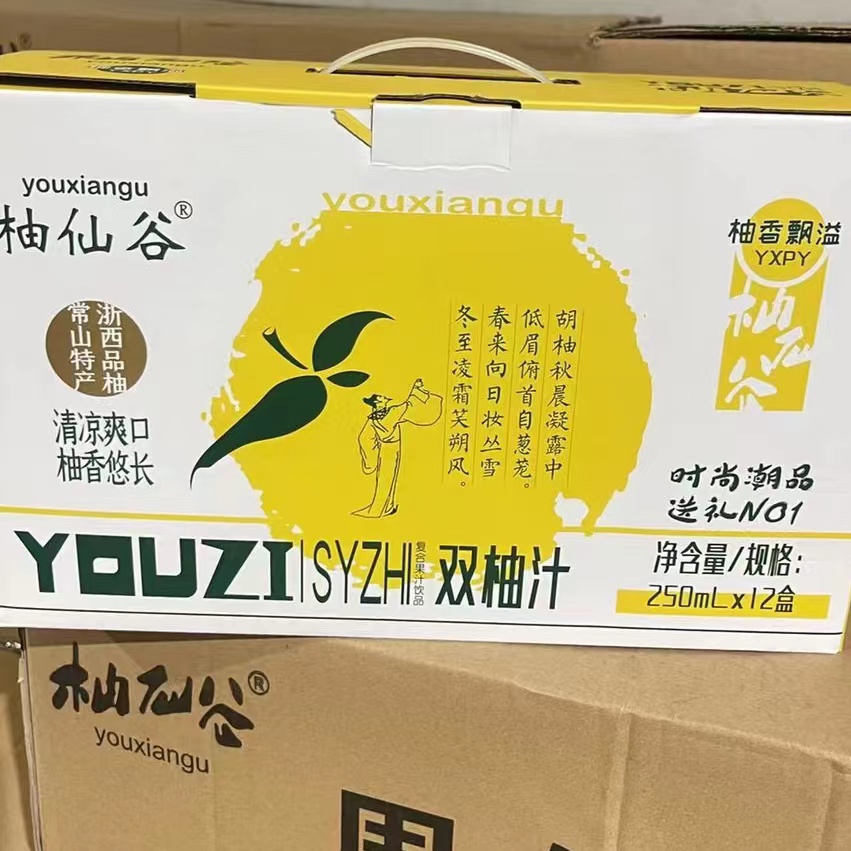 youxiangu
柚仙谷®
浙西品柚
常山特产
清凉爽口
柚香悠长
youxiangu
胡柚秋晨凝露中
低眉俯首自葱茏。
春来向日妆丛雪
冬至凌霜笑朔风。
柚香飘溢
YXPY
柚仙谷
时尚潮品
送礼NO1
YOUZI SYZHI 复合果汁饮品 双柚汁
净含量/规格:
250mL×12盒
柚仙谷®
youxiangu